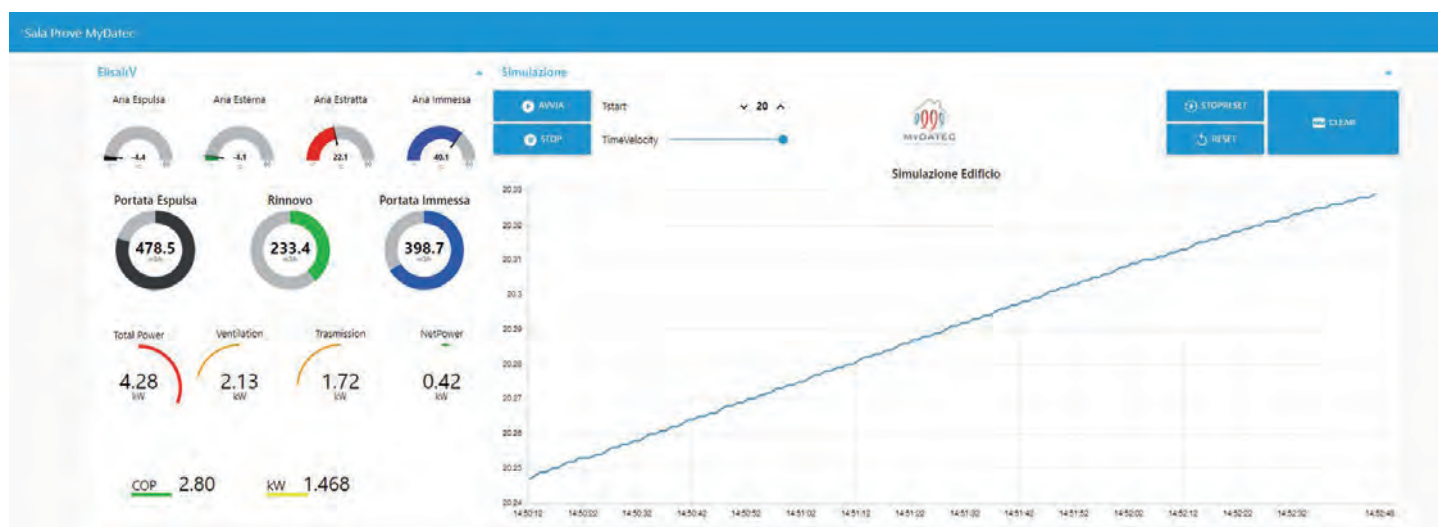 Sala Prove MyDatec
ElisaIrV
Simulazione
Aria Espulsa
Aria Esterna
Aria Estratta
Aria Immessa
-4.4
-4.1
22.1
40.1
Portata Espulsa
Rinnovo
Portata Immessa
478.5
233.4
398.7
Total Power
Ventilation
Trasmission
NetPower
4.28
kW
2.13
kW
1.72
kW
0.42
kW
COP 2.80
kW 1.468
AVVIA
STOP
Tstart
20
TimeVelocity
MYDATEC
STOPRESET
RESET
CLEAR
Simulazione Edificio
20.32
20.31
20.3
20.29
20.28
20.27
20.26
20.25
20.24
14:50:12
14:50:22
14:50:32
14:50:42
14:50:52
14:51:02
14:51:12
14:51:22
14:51:32
14:51:42
14:51:52
14:52:02
14:52:12
14:52:22
14:52:32